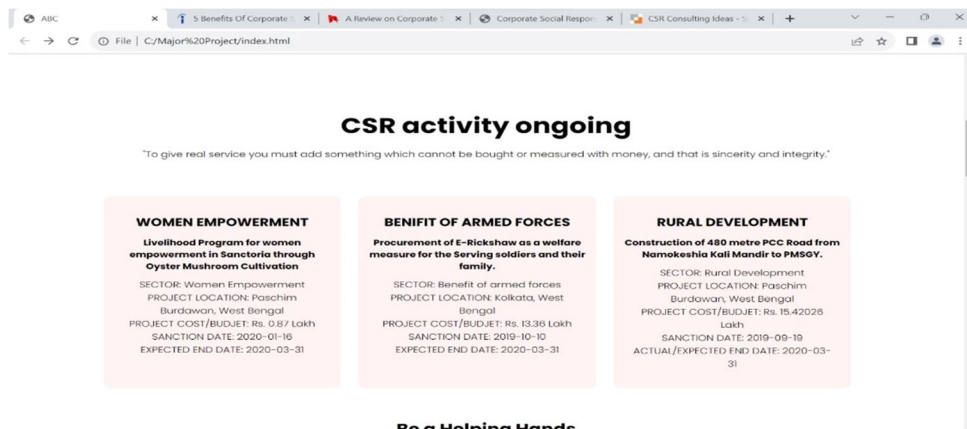 ABC
5 Benefits Of Corporate S
A Review on Corporate S
Corporate Social Respon
CSR Consulting Ideas - S
File | C:/Major%20Project/index.html
CSR activity ongoing
"To give real service you must add something which cannot be bought or measured with money, and that is sincerity and integrity."
WOMEN EMPOWERMENT
Livelihood Program for women
empowerment in Sanctoria through
Oyster Mushroom Cultivation
SECTOR: Women Empowerment
PROJECT LOCATION: Paschim
Burdawan, West Bengal
PROJECT COST/BUDJET: Rs. 0.87 Lakh
SANCTION DATE: 2020-01-16
EXPECTED END DATE: 2020-03-31
BENIFIT OF ARMED FORCES
Procurement of E-Rickshaw as a welfare
measure for the Serving soldiers and their
family.
SECTOR: Benefit of armed forces
PROJECT LOCATION: Kolkata, West
Bengal
PROJECT COST/BUDJET: Rs. 13.36 Lakh
SANCTION DATE: 2019-10-10
EXPECTED END DATE: 2020-03-31
RURAL DEVELOPMENT
Construction of 480 metre PCC Road from
Namokeshia Kali Mandir to PMSGY.
SECTOR: Rural Development
PROJECT LOCATION: Paschim
Burdawan, West Bengal
PROJECT COST/BUDJET: Rs. 15.42026
Lakh
SANCTION DATE: 2019-09-19
ACTUAL/EXPECTED END DATE: 2020-03-
31
Be a Helping Hands